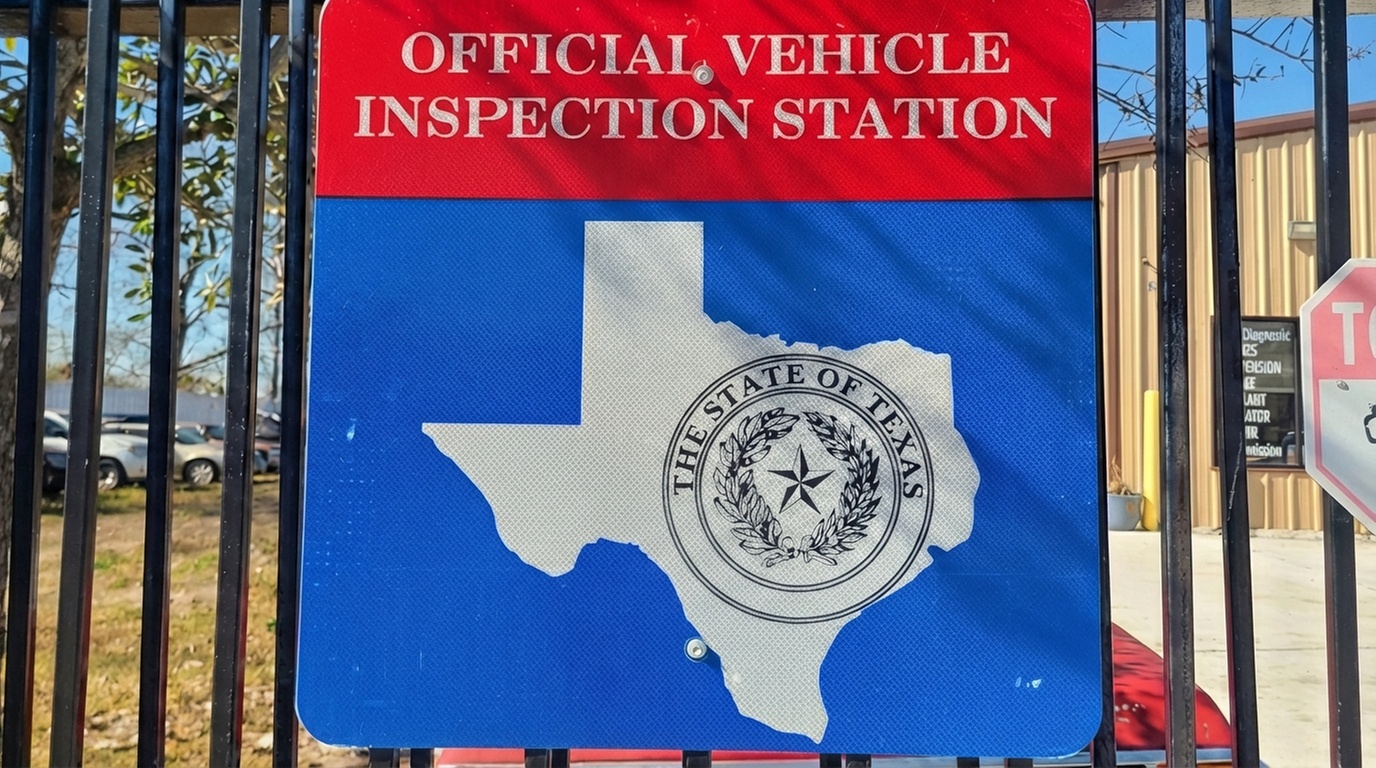 OFFICIAL VEHICLE
INSPECTION STATION
THE STATE OF TEXAS
Diagnostic